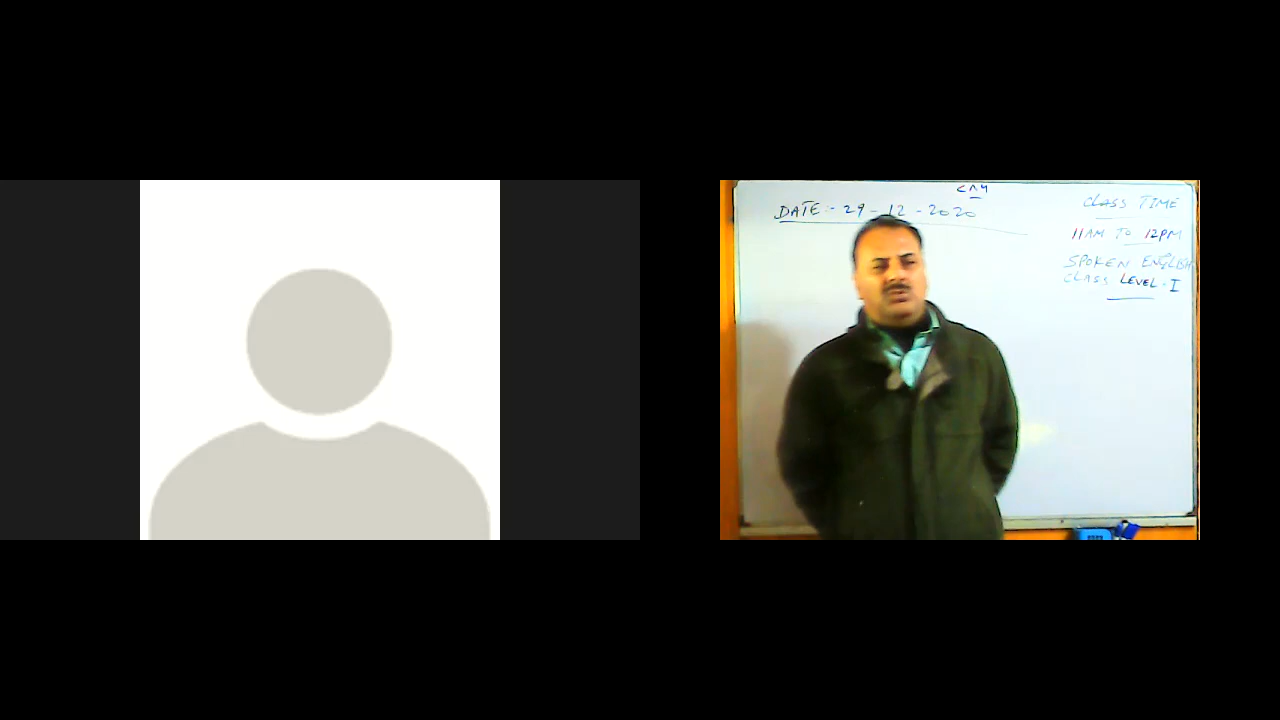 DATE:- 29 - 12 - 2020
CLASS TIME
11AM TO 12PM
SPOKEN ENGLISH
CLASS LEVEL - I